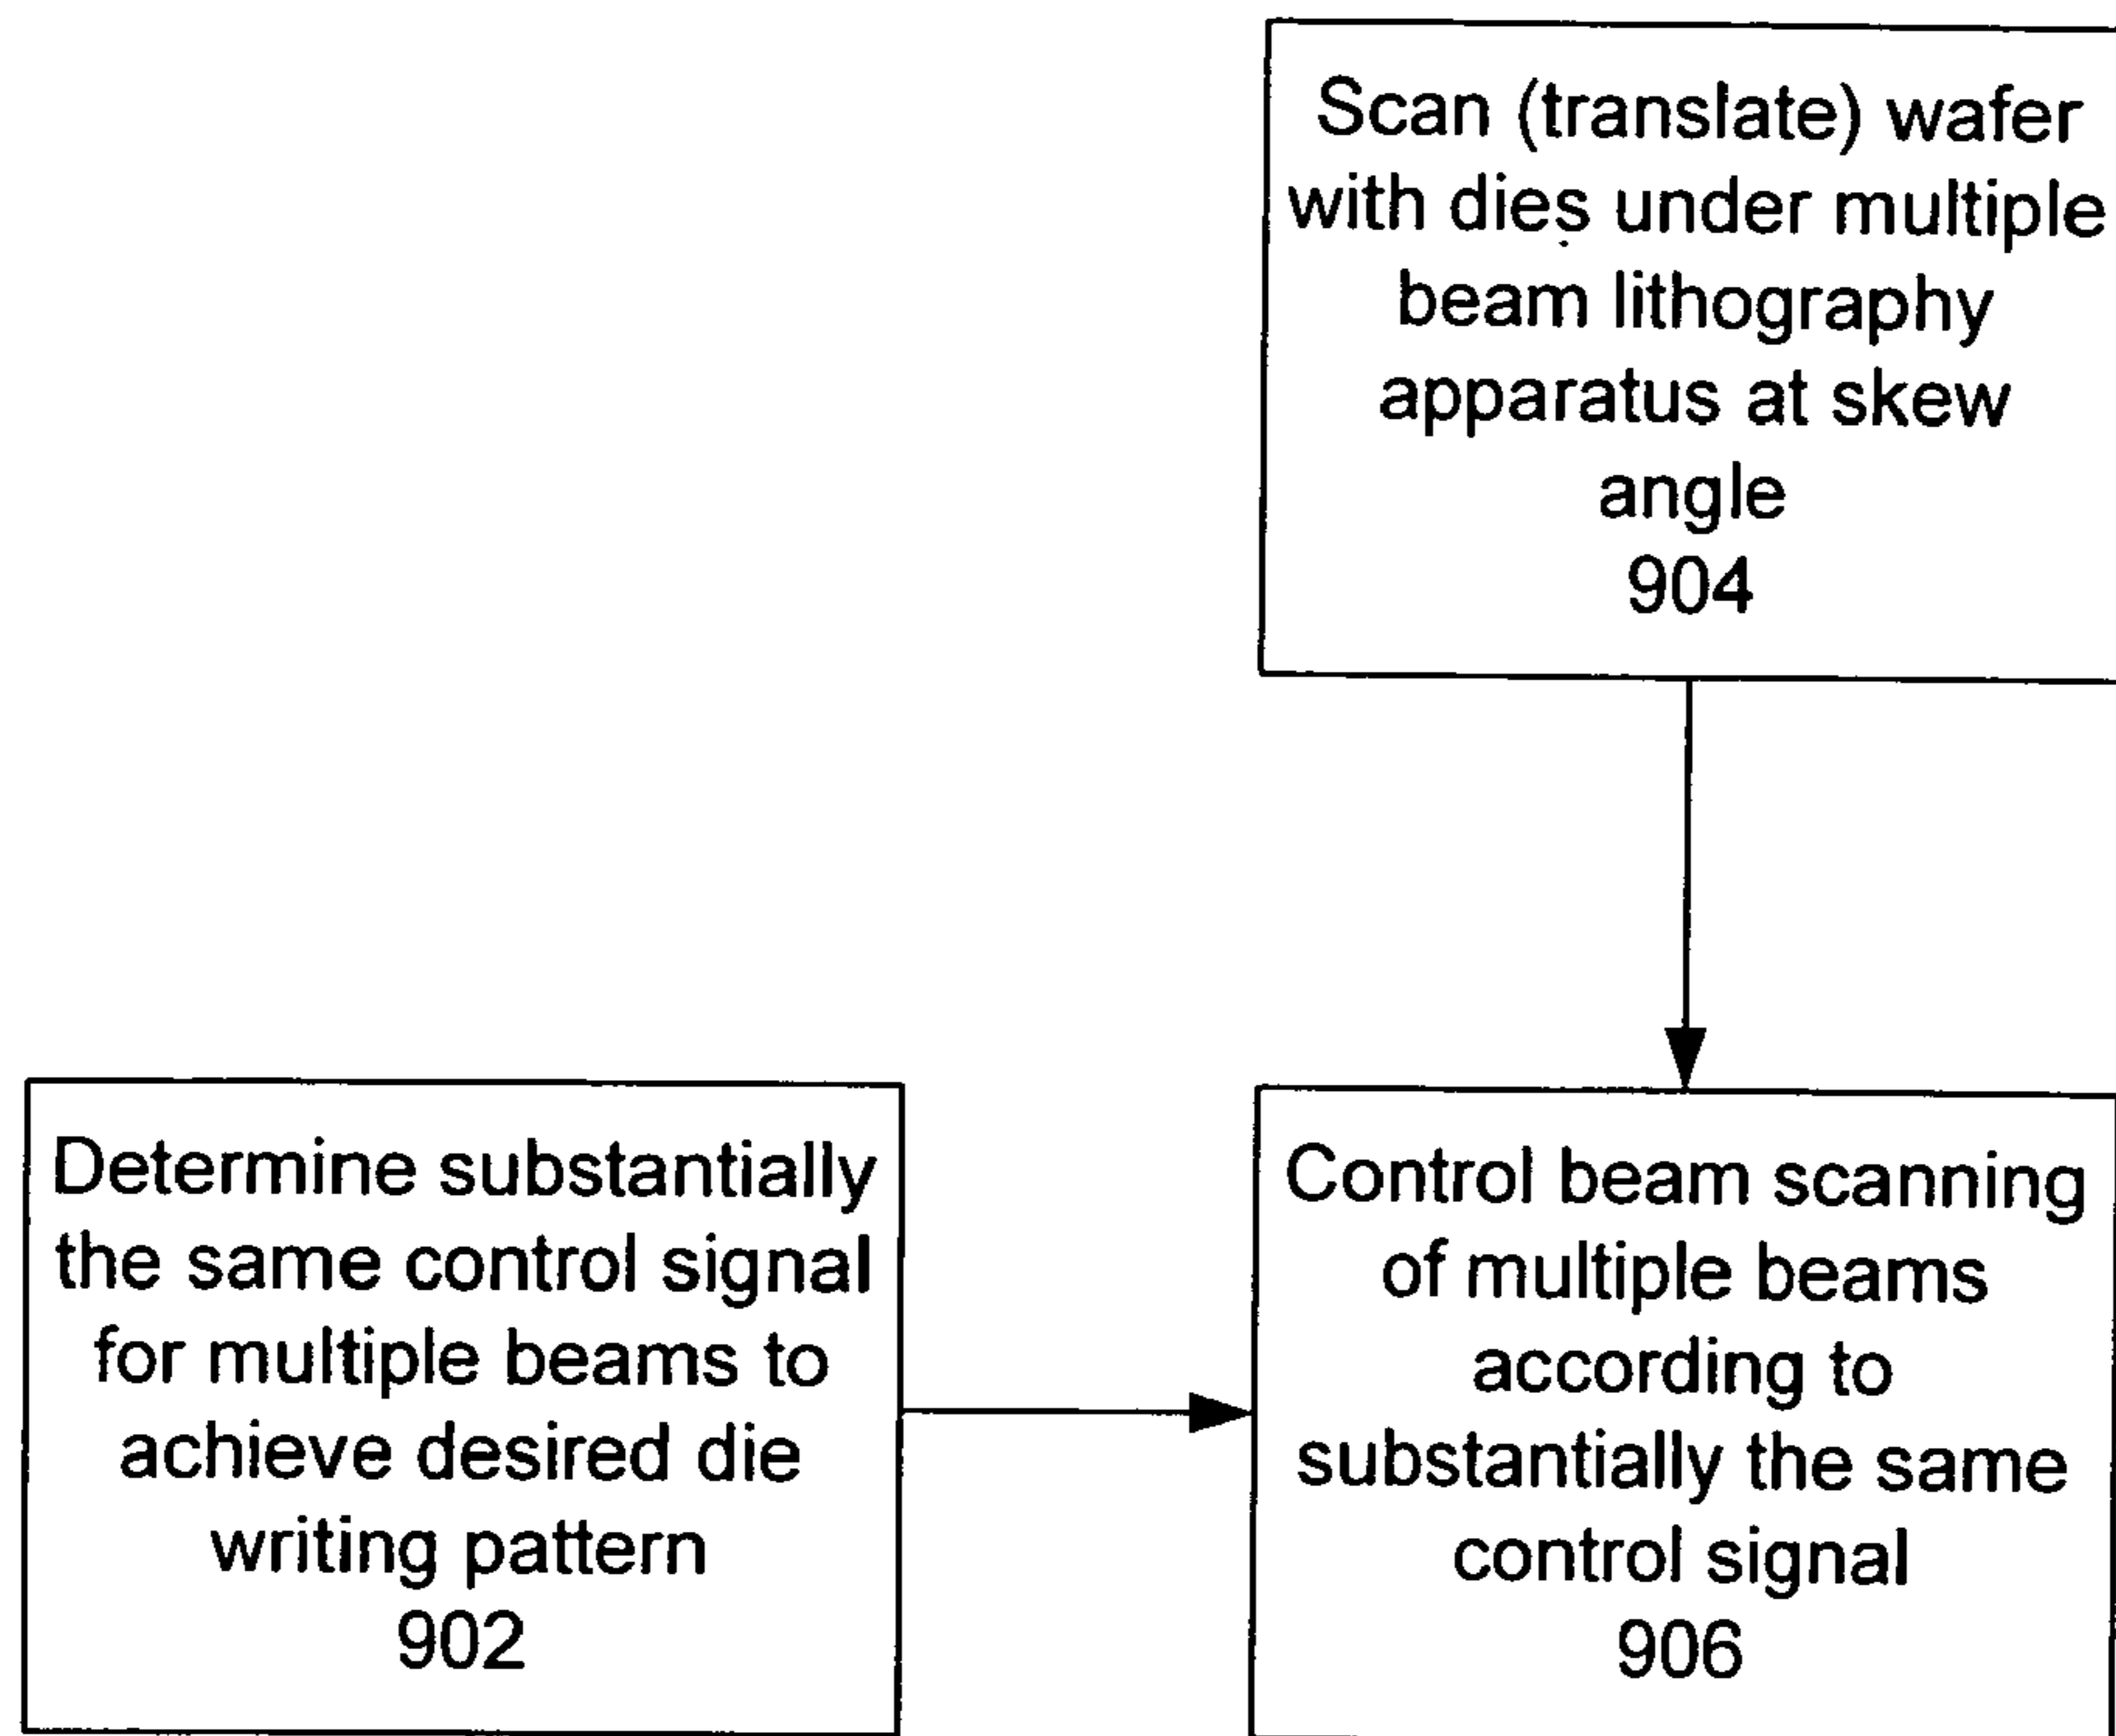 Scan (translate) wafer
with dies under multiple
beam lithography
apparatus at skew
angle
904
Determine substantially
the same control signal
for multiple beams to
achieve desired die
writing pattern
902
Control beam scanning
of multiple beams
according to
substantially the same
control signal
906